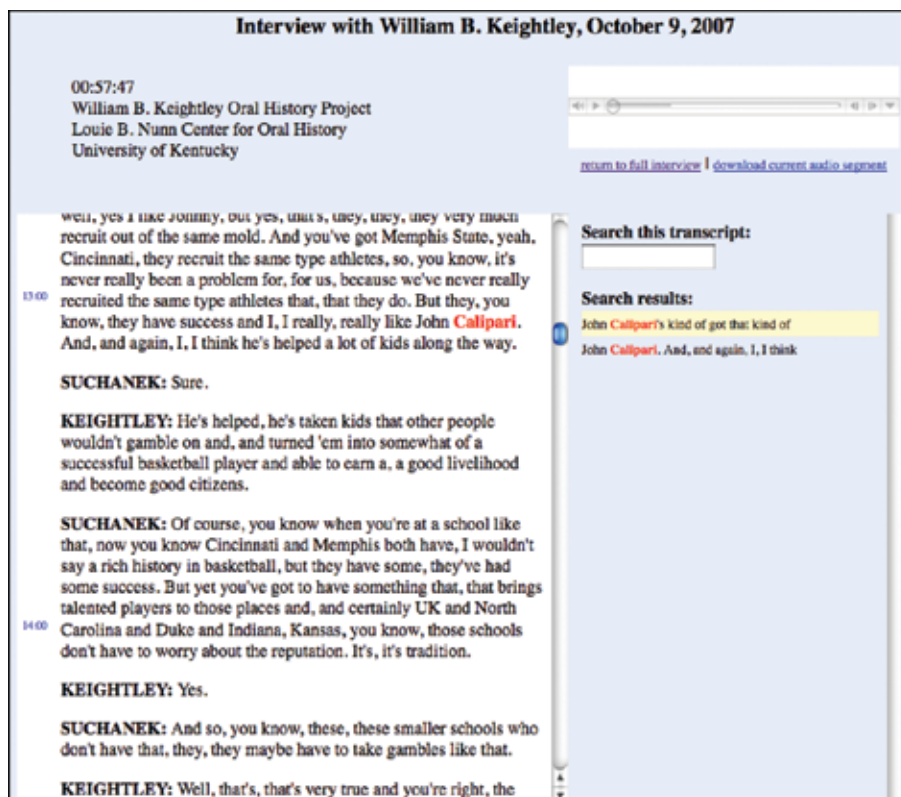 Interview with William B. Keightley, October 9, 2007
00:57:47
William B. Keightley Oral History Project
Louie B. Nunn Center for Oral History
University of Kentucky
return to full interview | download current audio segment
well, yes I like Johnny, but yes, that's, they, they, they very much
recruit out of the same mold. And you've got Memphis State, yeah,
Cincinnati, they recruit the same type athletes, so, you know, it's
never really been a problem for, for us, because we've never really
13:00 recruited the same type athletes that, that they do. But they, you
know, they have success and I, I really, really like John Calipari.
And, and again, I, I think he's helped a lot of kids along the way.
SUCHANEK: Sure.
KEIGHTLEY: He's helped, he's taken kids that other people
wouldn't gamble on and, and turned 'em into somewhat of a
successful basketball player and able to earn a, a good livelihood
and become good citizens.
SUCHANEK: Of course, you know when you're at a school like
that, now you know Cincinnati and Memphis both have, I wouldn't
say a rich history in basketball, but they have some, they've had
some success. But yet you've got to have something that, that brings
talented players to those places and, and certainly UK and North
14:00 Carolina and Duke and Indiana, Kansas, you know, those schools
don't have to worry about the reputation. It's, it's tradition.
KEIGHTLEY: Yes.
SUCHANEK: And so, you know, these, these smaller schools who
don't have that, they, they maybe have to take gambles like that.
KEIGHTLEY: Well, that's, that's very true and you're right, the
Search this transcript:
Search results:
John Calipari's kind of got that kind of
John Calipari. And, and again, I, I think